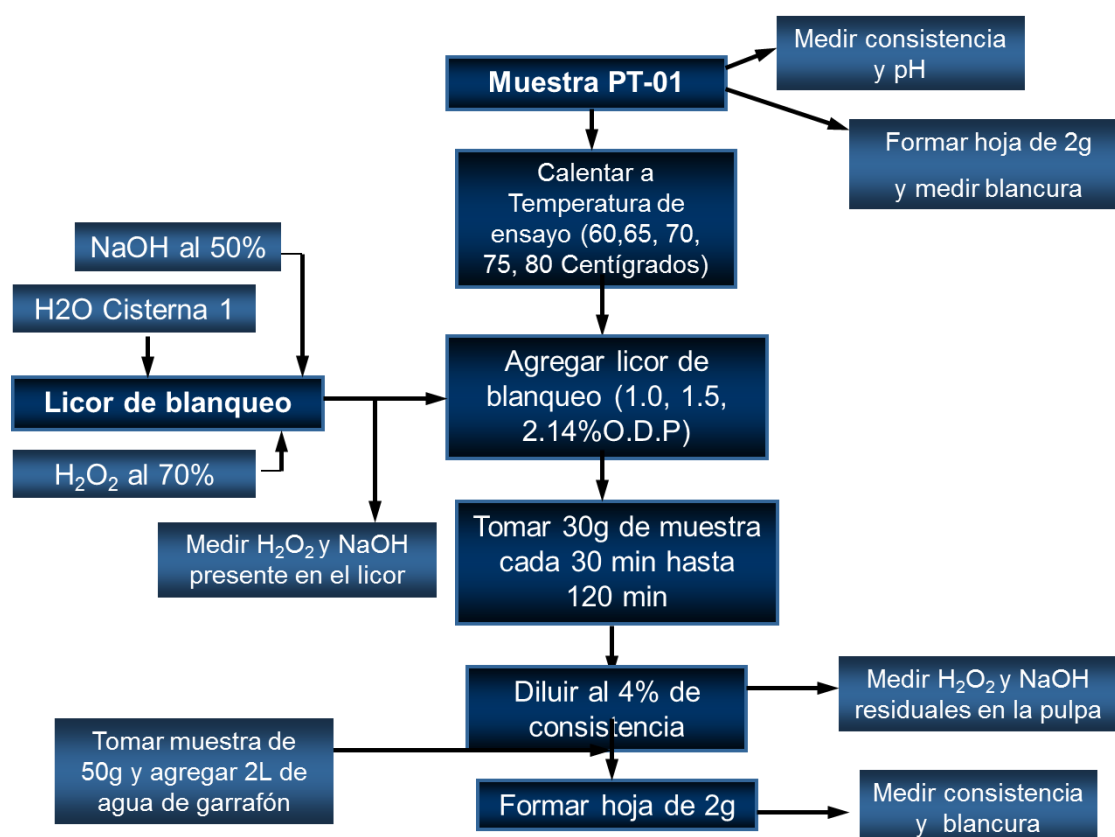 Medir consistencia
y pH
Muestra PT-01
Formar hoja de 2g
y medir blancura
Calentar a
Temperatura de
ensayo (60,65, 70,
75, 80 Centígrados)
NaOH al 50%
H2O Cisterna 1
Licor de blanqueo
H₂O₂ al 70%
Agregar licor de
blanqueo (1.0, 1.5,
2.14%O.D.P)
Medir H₂O₂ y NaOH
presente en el licor
Tomar 30g de muestra
cada 30 min hasta
120 min
Diluir al 4% de
consistencia
Medir H₂O₂ y NaOH
residuales en la pulpa
Tomar muestra de
50g y agregar 2L de
agua de garrafón
Formar hoja de 2g
Medir consistencia
y blancura